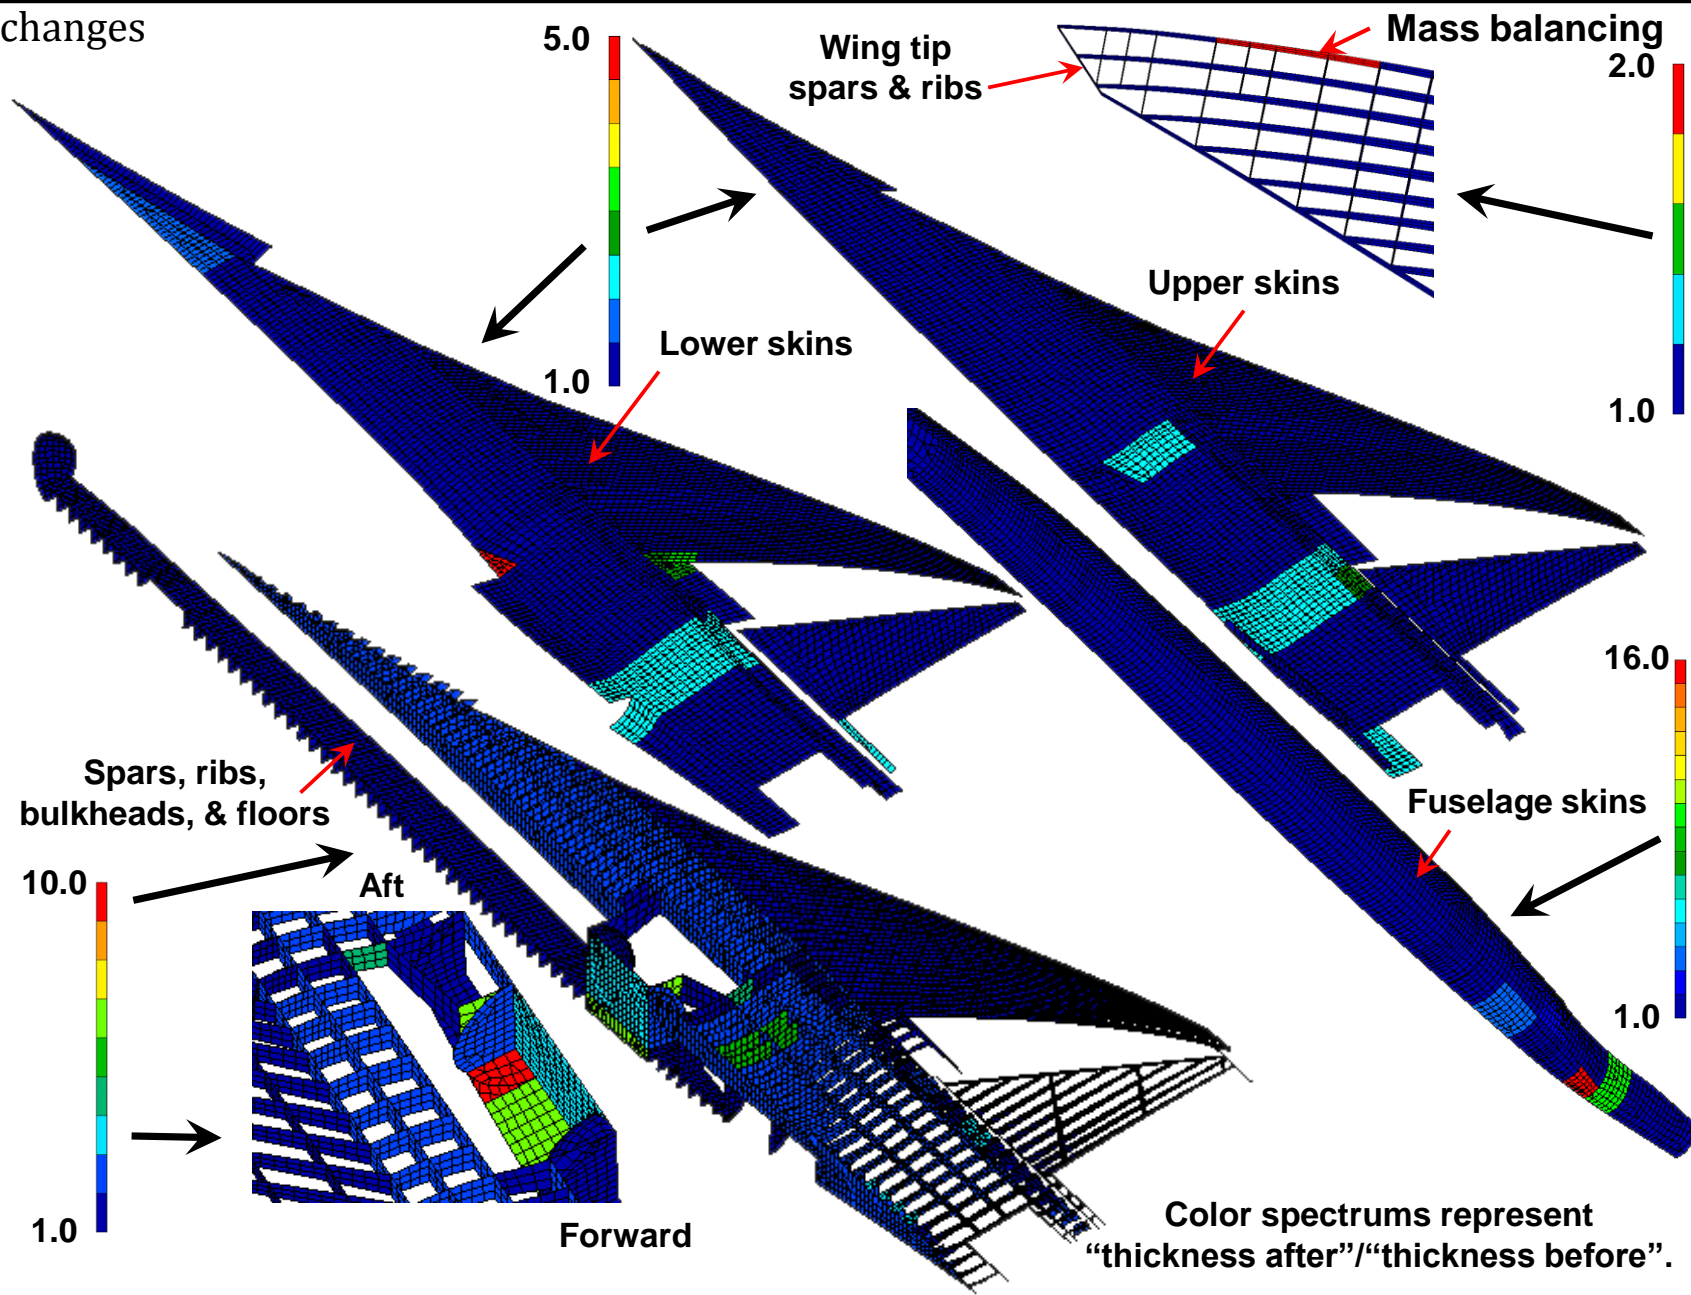 changes
5.0
Wing tip
spars & ribs
Mass balancing
2.0
Upper skins
Lower skins
1.0
1.0
16.0
Spars, ribs,
bulkheads, & floors
Fuselage skins
10.0
Aft
1.0
1.0
Forward
Color spectrums represent
“thickness after”/“thickness before”.